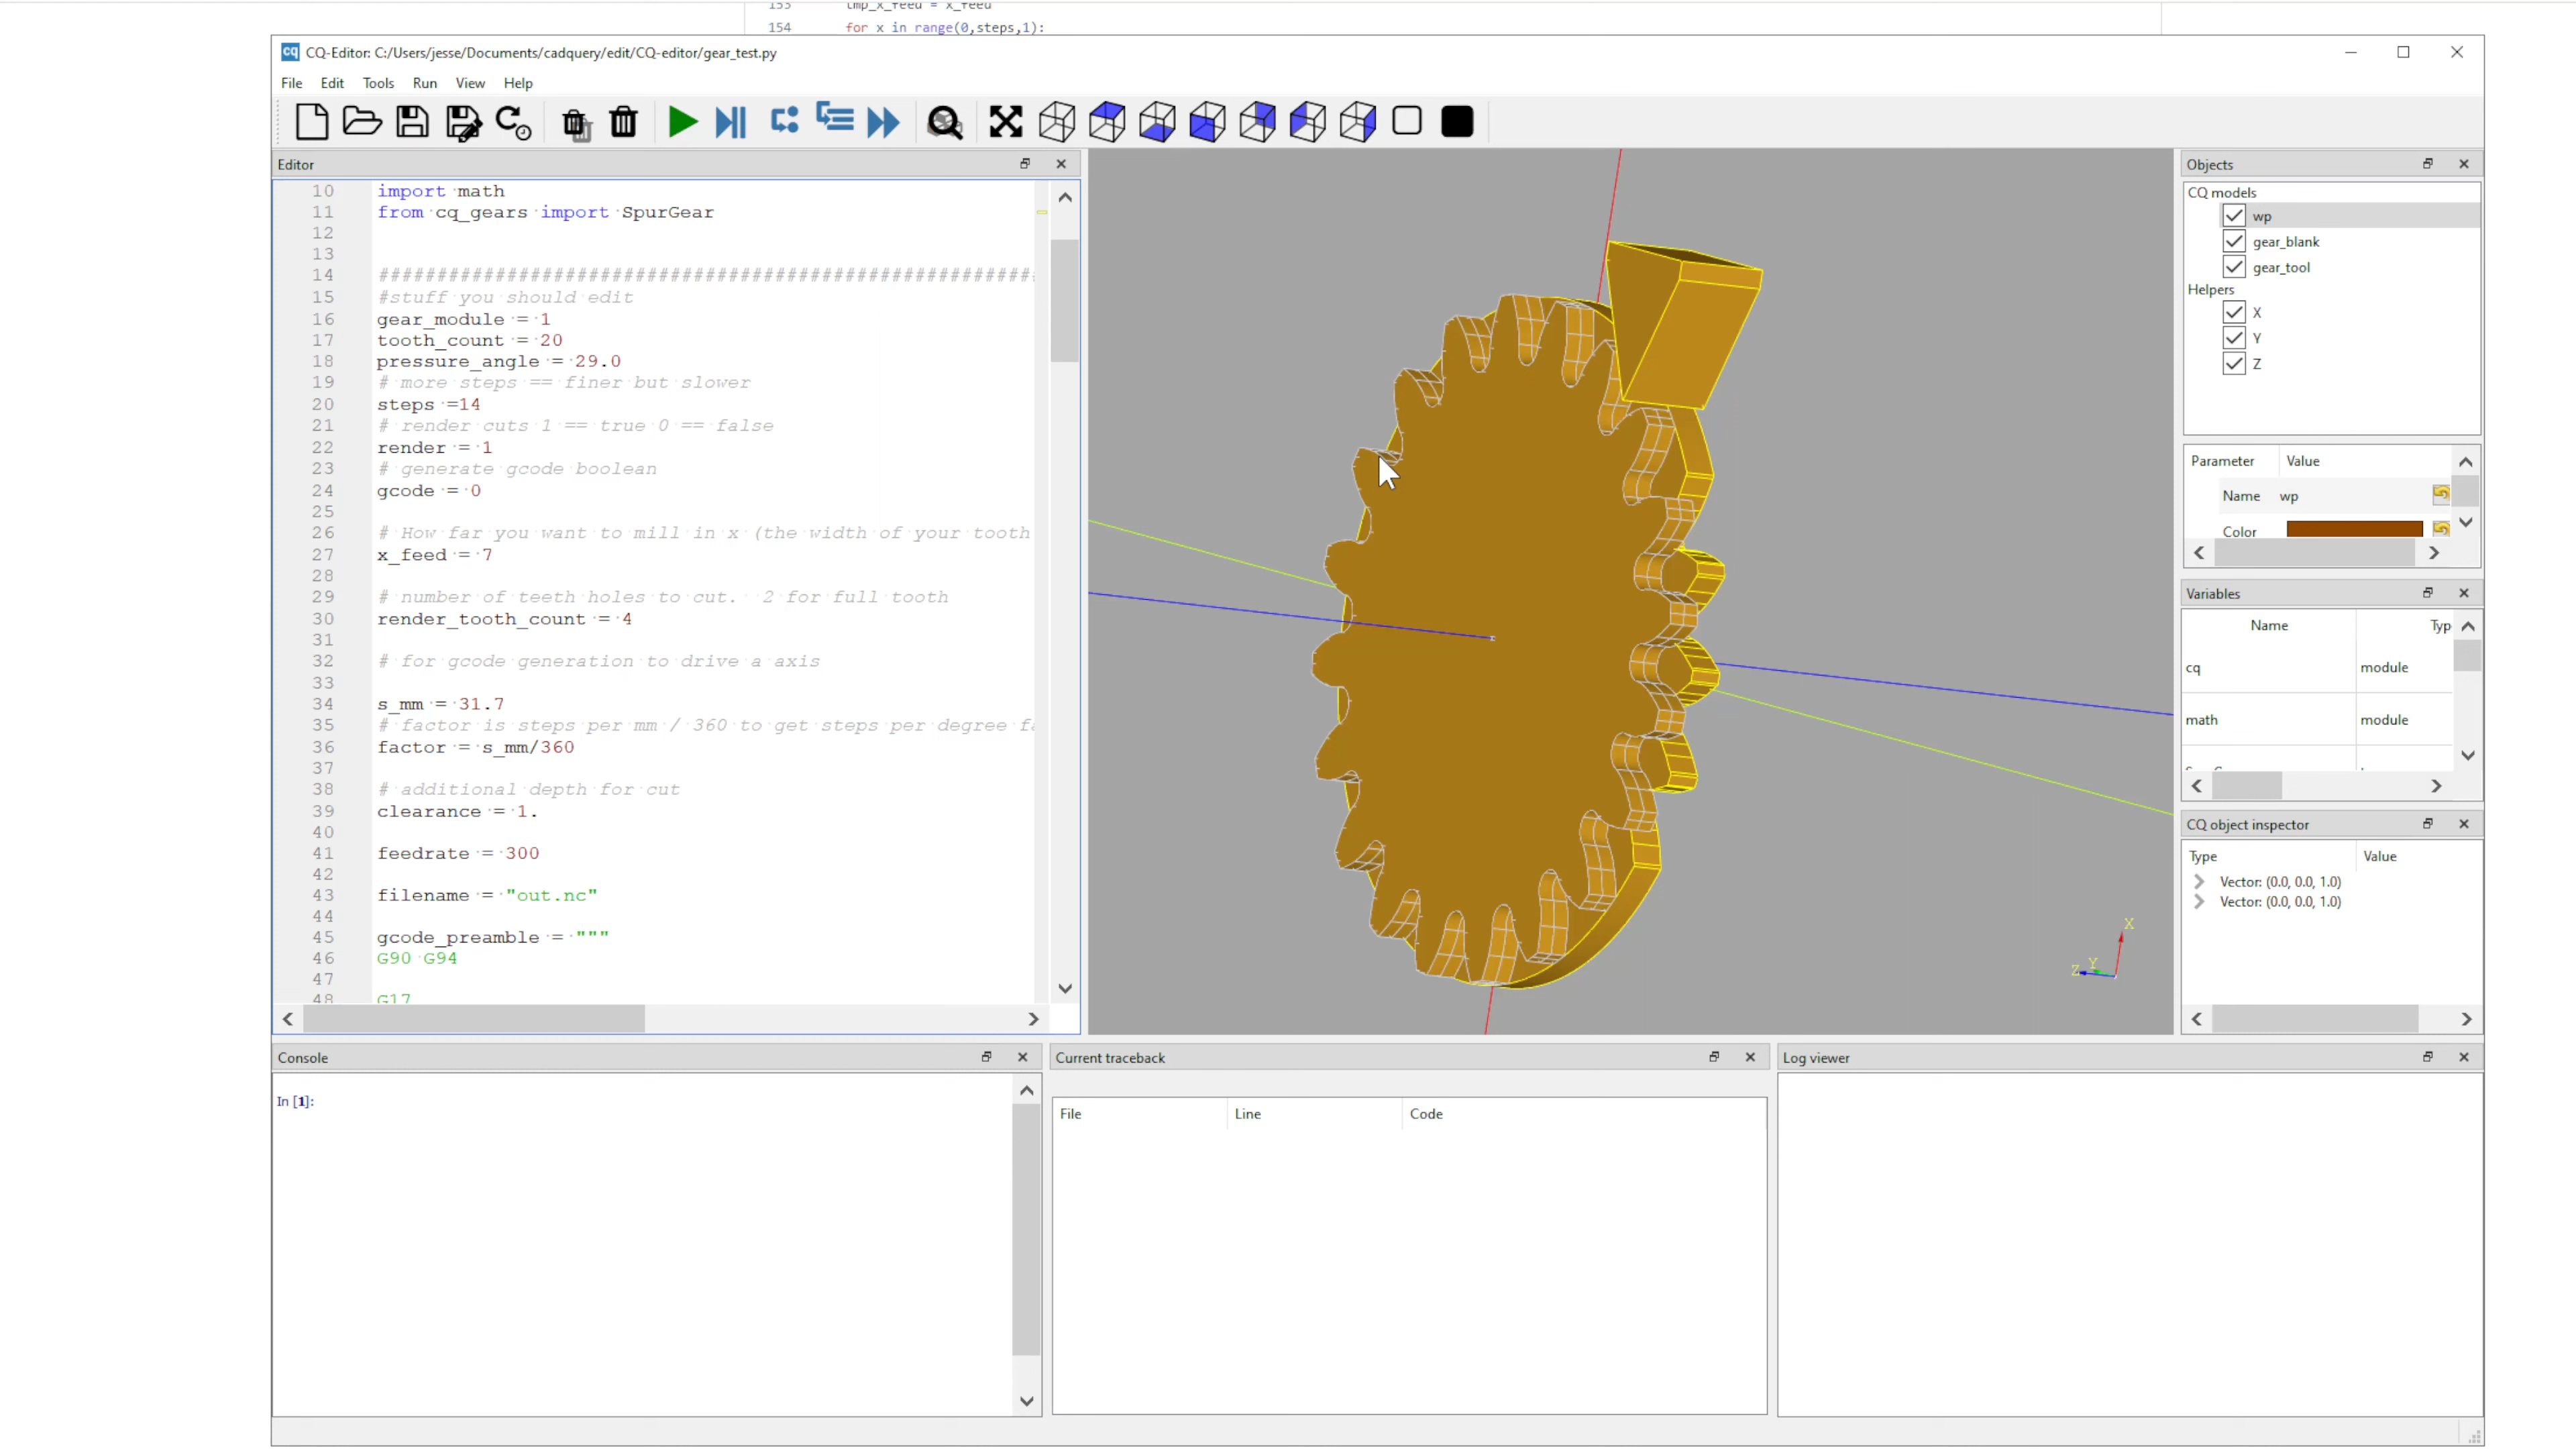 153 tmp_x_feed = x_feed
154 for x in range(0,steps,1):
CQ-Editor: C:/Users/jesse/Documents/cadquery/edit/CQ-editor/gear_test.py
File Edit Tools Run View Help
Editor
10 import math
11 from cq_gears import SpurGear
12
13
14 ########################################################
15 #stuff you should edit
16 gear_module = 1
17 tooth_count = 20
18 pressure_angle = 29.0
19 # more steps == finer but slower
20 steps =14
21 # render cuts 1 == true 0 == false
22 render = 1
23 # generate gcode boolean
24 gcode = 0
25
26 # How far you want to mill in x (the width of your tooth
27 x_feed = 7
28
29 # number of teeth holes to cut.  2 for full tooth
30 render_tooth_count = 4
31
32 # for gcode generation to drive a axis
33
34 s_mm = 31.7
35 # factor is steps per mm / 360 to get steps per degree f
36 factor = s_mm/360
37
38 # additional depth for cut
39 clearance = 1.
40
41 feedrate = 300
42
43 filename = "out.nc"
44
45 gcode_preamble = """
46 G90 G94
47
48 G17
X
Y
Z
Objects
CQ models
wp
gear_blank
gear_tool
Helpers
X
Y
Z
Parameter Value
Name wp
Color
Variables
Name Typ
cq module
math module
CQ object inspector
Type Value
Vector: (0.0, 0.0, 1.0)
Vector: (0.0, 0.0, 1.0)
Console
In [1]:
Current traceback
File Line Code
Log viewer